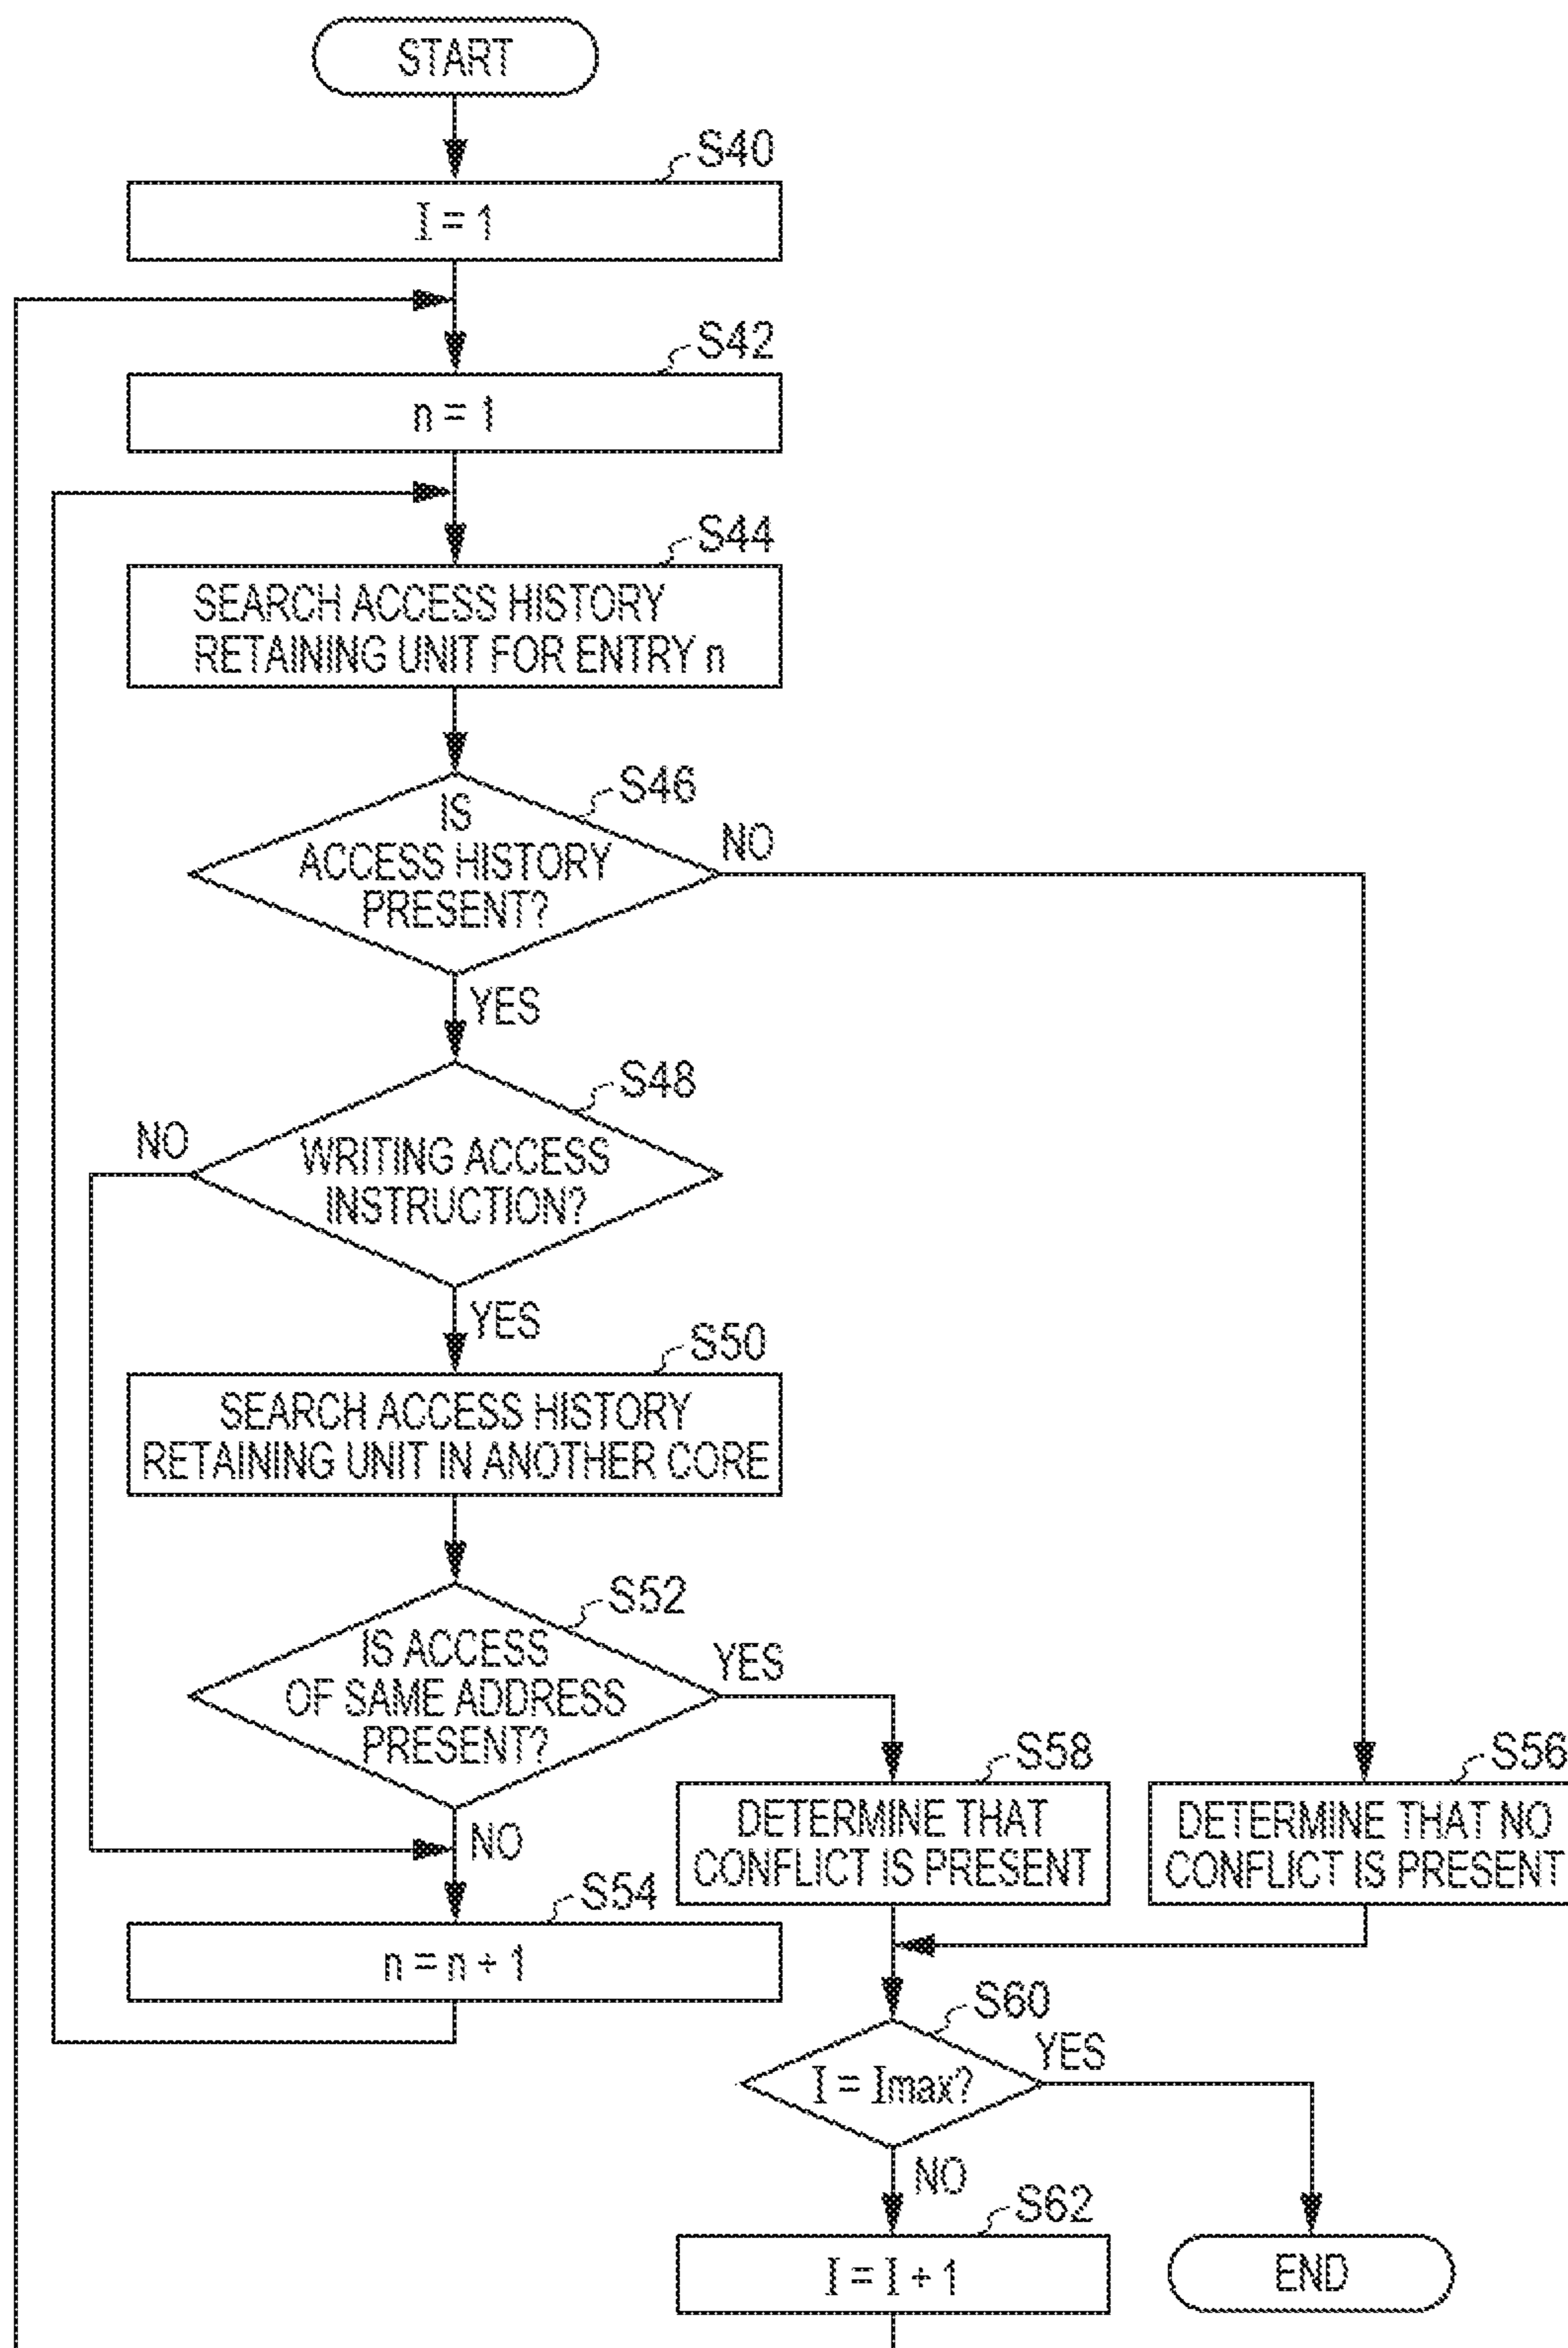 START
S40
I = 1
S42
n = 1
S44
SEARCH ACCESS HISTORY
RETAINING UNIT FOR ENTRY n
S46
IS
ACCESS HISTORY
PRESENT?
NO
YES
S48
NO
WRITING ACCESS
INSTRUCTION?
YES
S50
SEARCH ACCESS HISTORY
RETAINING UNIT IN ANOTHER CORE
S52
IS ACCESS
OF SAME ADDRESS
PRESENT?
YES
NO
S58
DETERMINE THAT
CONFLICT IS PRESENT
S56
DETERMINE THAT NO
CONFLICT IS PRESENT
S54
n = n + 1
S60
I = Imax?
YES
NO
S62
I = I + 1
END